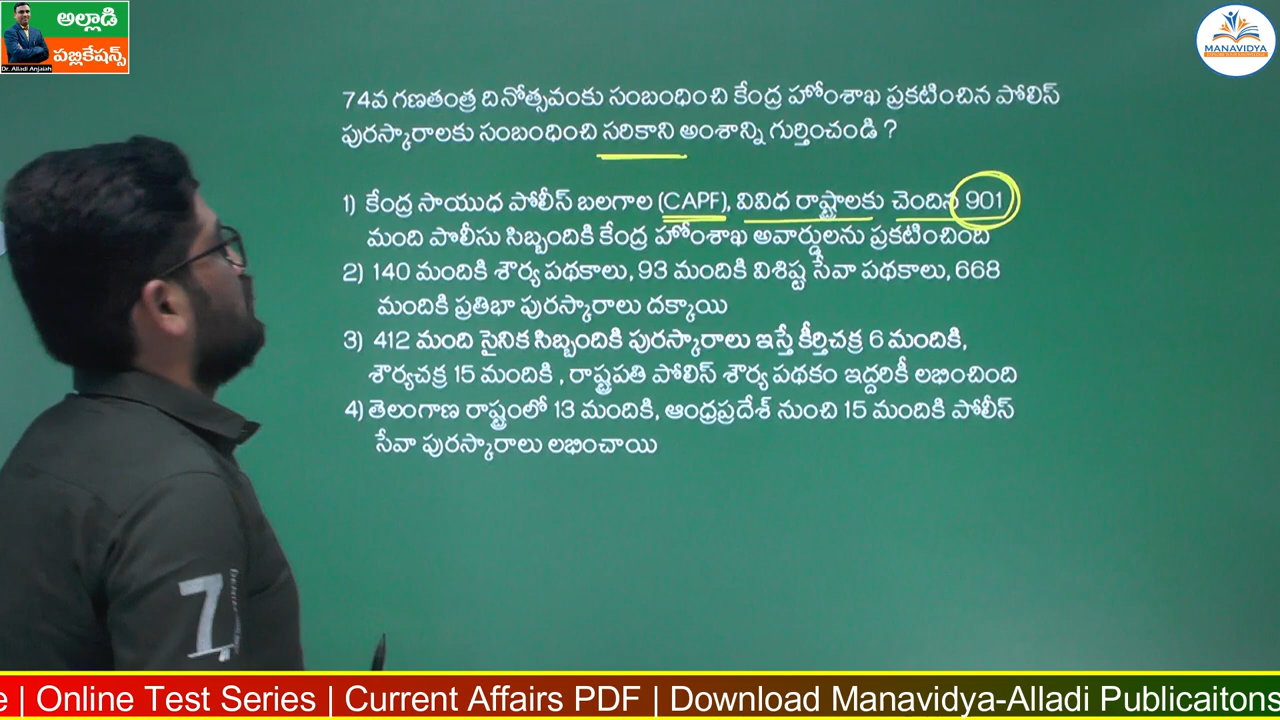 అల్లాడి
పబ్లికేషన్స్
Dr. Alladi Anjaiah
MANAVIDYA
74వ గణతంత్ర దినోత్సవంకు సంబంధించి కేంద్ర హోంశాఖ ప్రకటించిన పోలిస్
పురస్కారాలకు సంబంధించి సరికాని అంశాన్ని గుర్తించండి ?
1) కేంద్ర సాయుధ పోలీస్ బలగాల (CAPF), వివిధ రాష్ట్రాలకు చెందిన 901
మంది పొలీసు సిబ్బందికి కేంద్ర హోంశాఖ అవార్డులను ప్రకటించింది
2) 140 మందికి శౌర్య పథకాలు, 93 మందికి విశిష్ట సేవా పథకాలు, 668
మందికి ప్రతిభా పురస్కారాలు దక్కాయి
3) 412 మంది సైనిక సిబ్బందికి పురస్కారాలు ఇస్తే కీర్తిచక్ర 6 మందికి,
శౌర్యచక్ర 15 మందికి , రాష్ట్రపతి పోలిస్ శౌర్య పథకం ఇద్దరికీ లభించింది
4) తెలంగాణ రాష్ట్రంలో 13 మందికి, ఆంధ్రప్రదేశ్ నుంచి 15 మందికి పోలీస్
సేవా పురస్కారాలు లభించాయి
7
e | Online Test Series | Current Affairs PDF | Download Manavidya-Alladi Publicaitons